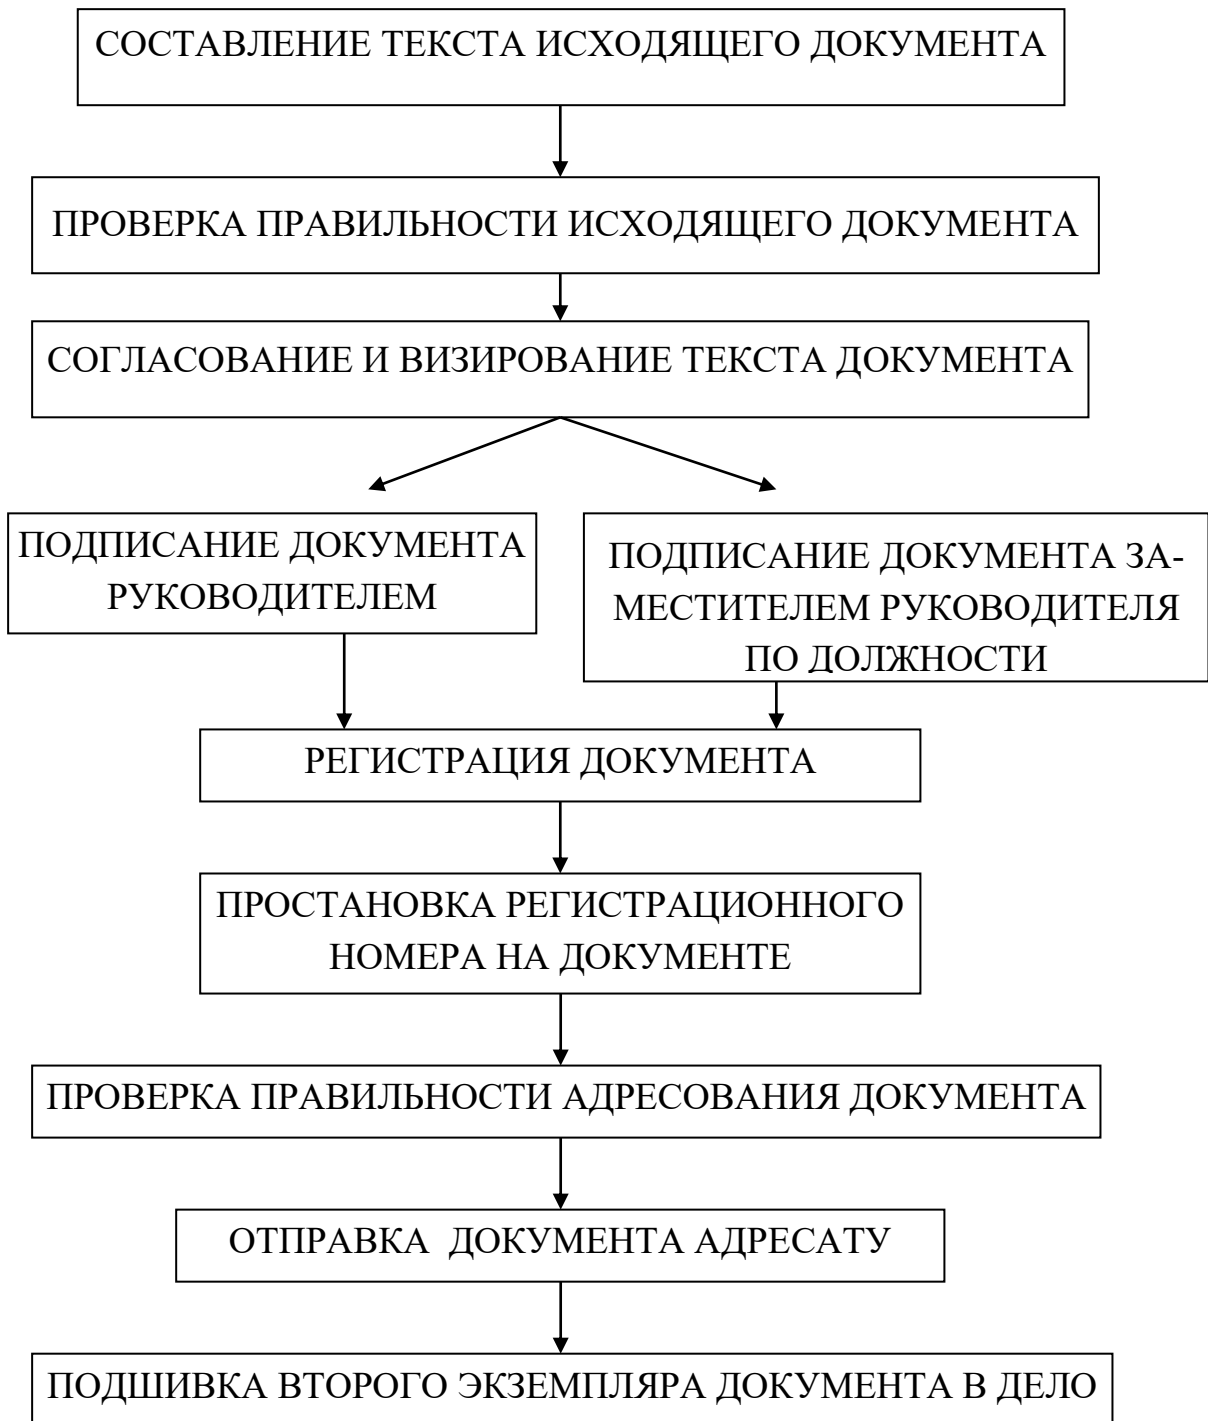 СОСТАВЛЕНИЕ ТЕКСТА ИСХОДЯЩЕГО ДОКУМЕНТА
ПРОВЕРКА ПРАВИЛЬНОСТИ ИСХОДЯЩЕГО ДОКУМЕНТА
СОГЛАСОВАНИЕ И ВИЗИРОВАНИЕ ТЕКСТА ДОКУМЕНТА
ПОДПИСАНИЕ ДОКУМЕНТА
РУКОВОДИТЕЛЕМ
ПОДПИСАНИЕ ДОКУМЕНТА ЗА-
МЕСТИТЕЛЕМ РУКОВОДИТЕЛЯ
ПО ДОЛЖНОСТИ
РЕГИСТРАЦИЯ ДОКУМЕНТА
ПРОСТАНОВКА РЕГИСТРАЦИОННОГО
НОМЕРА НА ДОКУМЕНТЕ
ПРОВЕРКА ПРАВИЛЬНОСТИ АДРЕСОВАНИЯ ДОКУМЕНТА
ОТПРАВКА ДОКУМЕНТА АДРЕСАТУ
ПОДШИВКА ВТОРОГО ЭКЗЕМПЛЯРА ДОКУМЕНТА В ДЕЛО